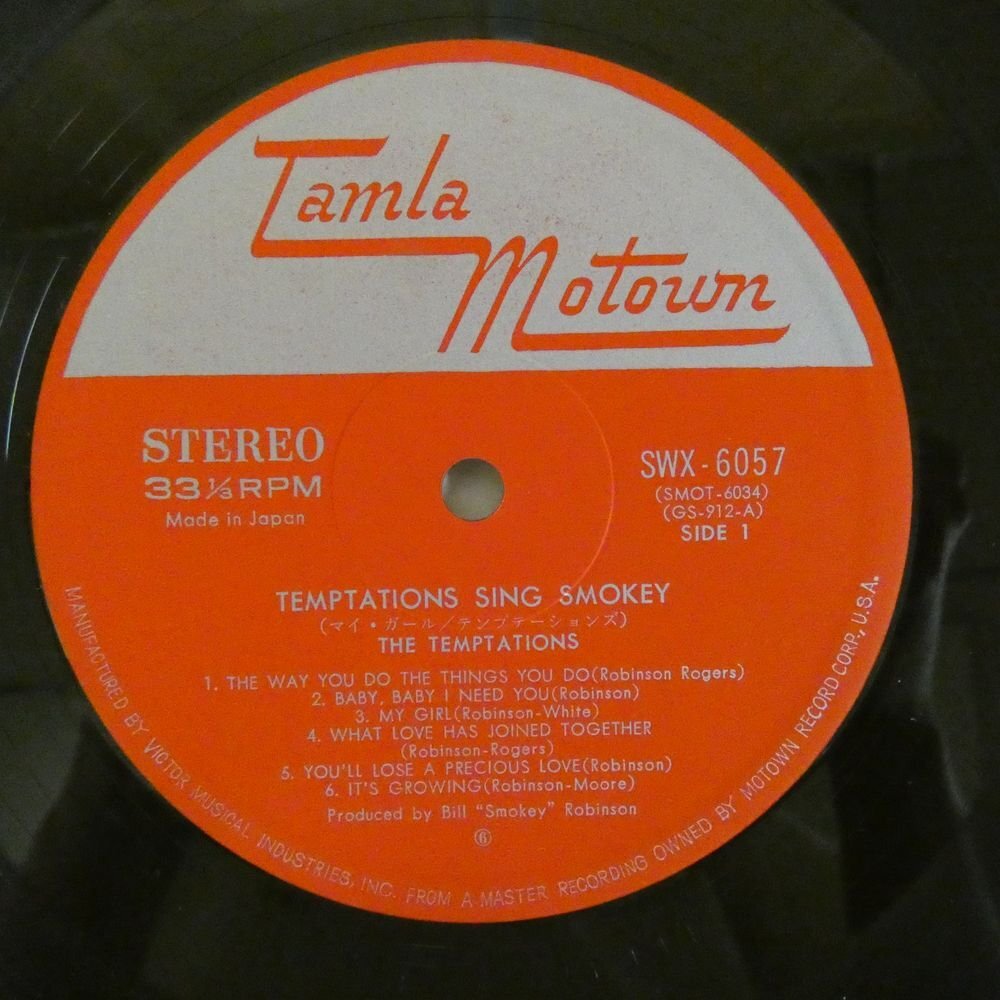 Tamla
Motown
STEREO
33⅓RPM
Made in Japan
SWX-6057
(SMOT-6034)
(GS-912-A)
SIDE 1
TEMPTATIONS SING SMOKEY
(マイ・ガール/テンプテーションズ)
THE TEMPTATIONS
1. THE WAY YOU DO THE THINGS YOU DO(Robinson Rogers)
2. BABY, BABY I NEED YOU(Robinson)
3. MY GIRL(Robinson-White)
4. WHAT LOVE HAS JOINED TOGETHER
(Robinson-Rogers)
5. YOU'LL LOSE A PRECIOUS LOVE(Robinson)
6. IT'S GROWING(Robinson-Moore)
Produced by Bill "Smokey" Robinson
⑥
MANUFACTURED BY VICTOR MUSICAL INDUSTRIES, INC. FROM A MASTER RECORDING OWNED BY MOTOWN RECORD CORP., U.S.A.